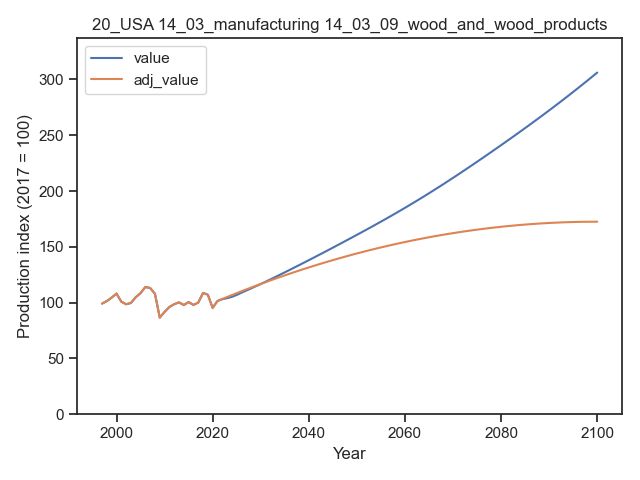 20_USA 14_03_manufacturing 14_03_09_wood_and_wood_products
value
adj_value
Production index (2017 = 100)
300
250
200
150
100
50
0
2000 2020 2040 2060 2080 2100
Year